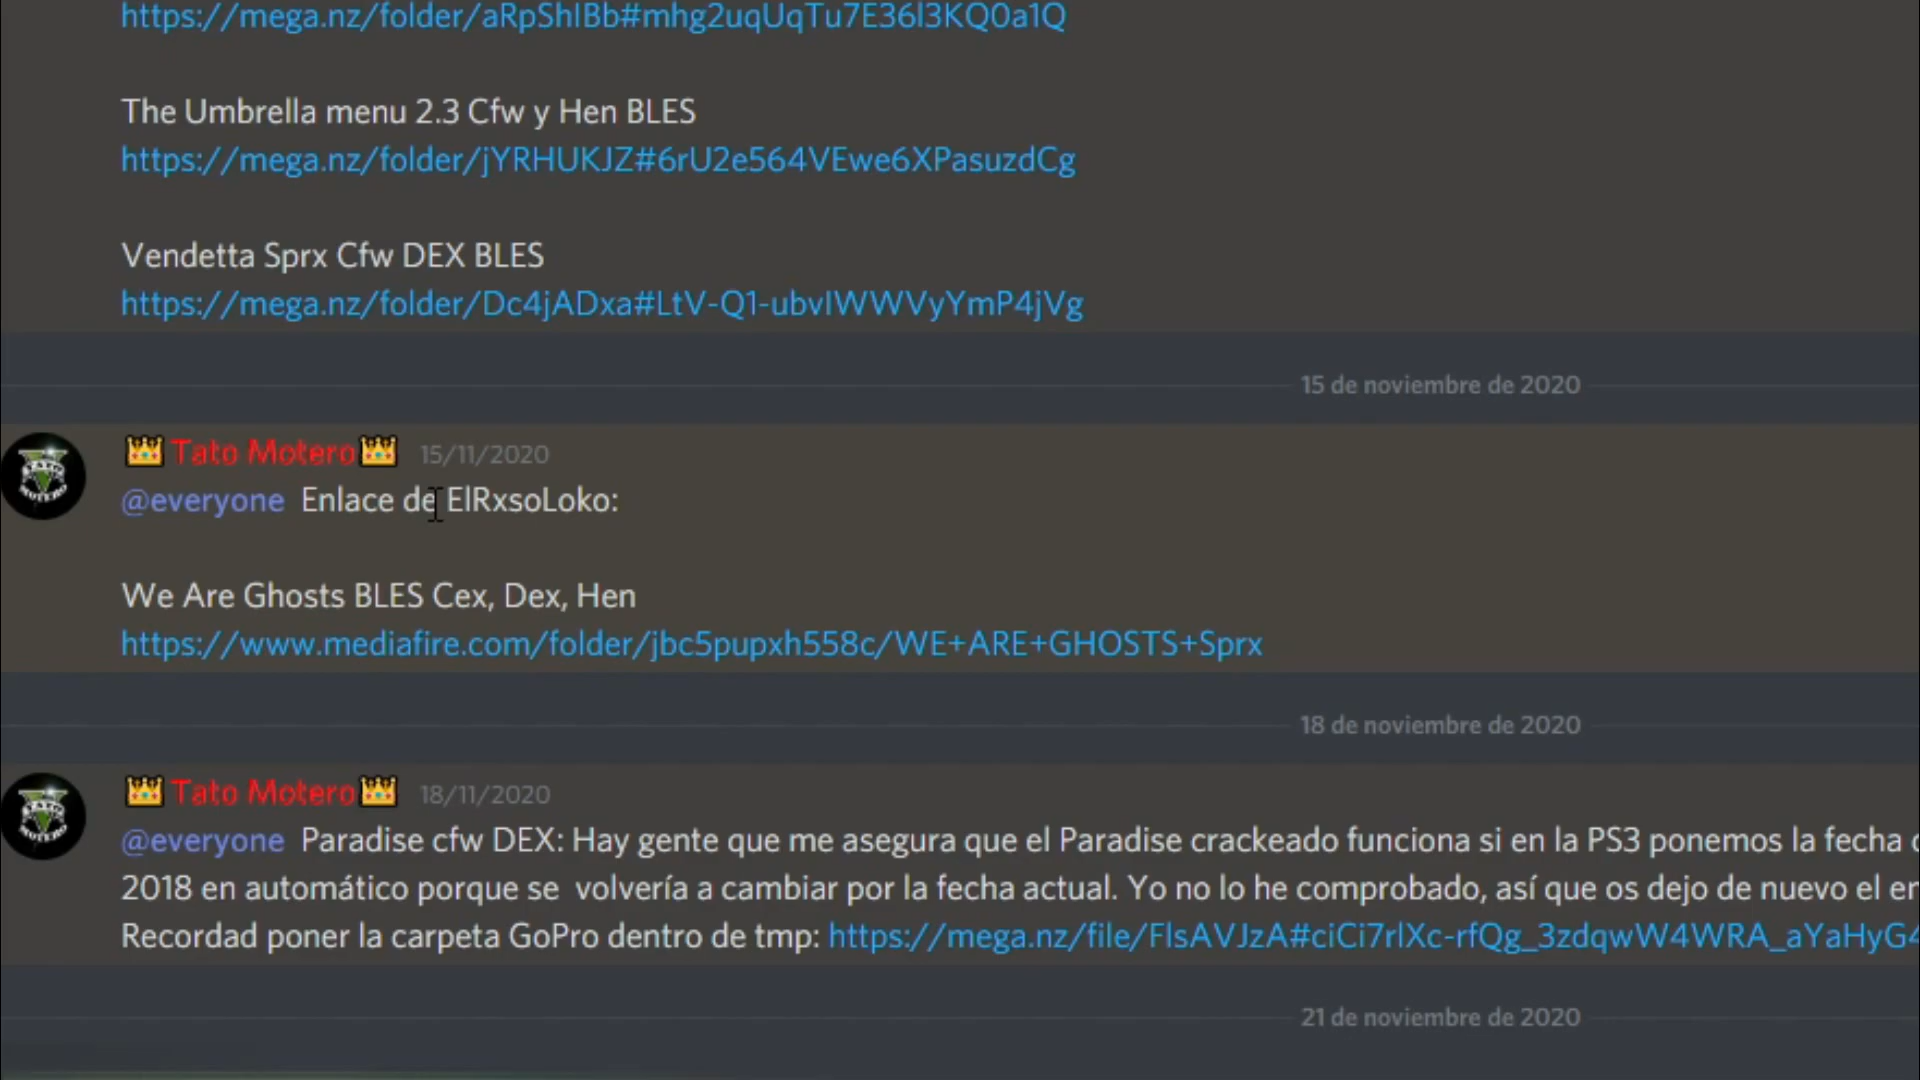 https://mega.nz/folder/aRpShIBb#mhg2uqUqTu7E36l3KQ0a1Q
The Umbrella menu 2.3 Cfw y Hen BLES
https://mega.nz/folder/jYRHUKJZ#6rU2e564VEwe6XPasuzdCg
Vendetta Sprx Cfw DEX BLES
https://mega.nz/folder/Dc4jADxa#LtV-Q1-ubvIWWVyYmP4jVg
15 de noviembre de 2020
Tato Motero 15/11/2020
@everyone Enlace de ElRxsoLoko:
We Are Ghosts BLES Cex, Dex, Hen
https://www.mediafire.com/folder/jbc5pupxh558c/WE+ARE+GHOSTS+Sprx
18 de noviembre de 2020
Tato Motero 18/11/2020
@everyone Paradise cfw DEX: Hay gente que me asegura que el Paradise crackeado funciona si en la PS3 ponemos la fecha
2018 en automático porque se volvería a cambiar por la fecha actual. Yo no lo he comprobado, así que os dejo de nuevo el
Recordad poner la carpeta GoPro dentro de tmp: https://mega.nz/file/FlsAVJzA#ciCi7rlXc-rfQg_3zdqwW4WRA_aYaHyG4
21 de noviembre de 2020